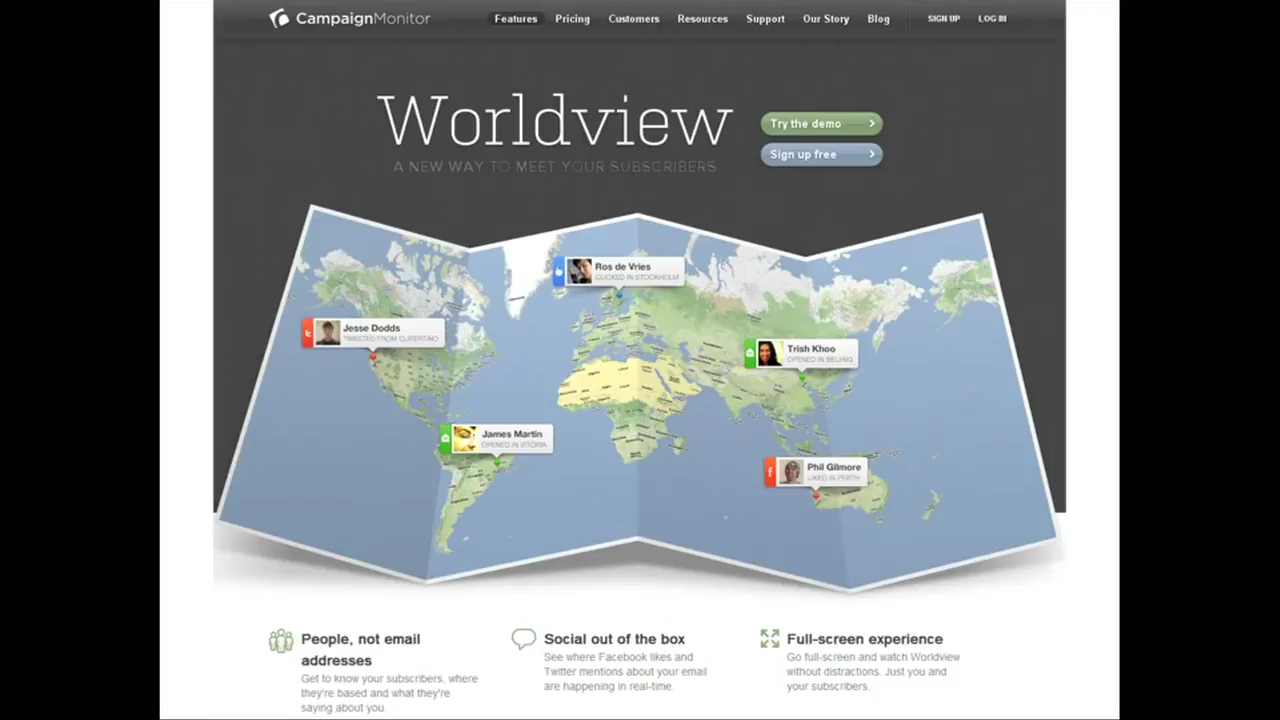 CampaignMonitor
Features Pricing Customers Resources Support Our Story Blog SIGN UP LOG IN
Worldview
A NEW WAY TO MEET YOUR SUBSCRIBERS
Try the demo
Sign up free
Ros de Vries
CLICKED IN STOCKHOLM
Jesse Dodds
TWEETED FROM CUPERTINO
Trish Khoo
OPENED IN BEIJING
James Martin
OPENED IN VITÓRIA
Phil Gilmore
LIKED IN PERTH
People, not email
addresses
Get to know your subscribers, where
they're based and what they're
saying about you.
Social out of the box
See where Facebook likes and
Twitter mentions about your email
are happening in real-time.
Full-screen experience
Go full-screen and watch Worldview
without distractions. Just you and
your subscribers.